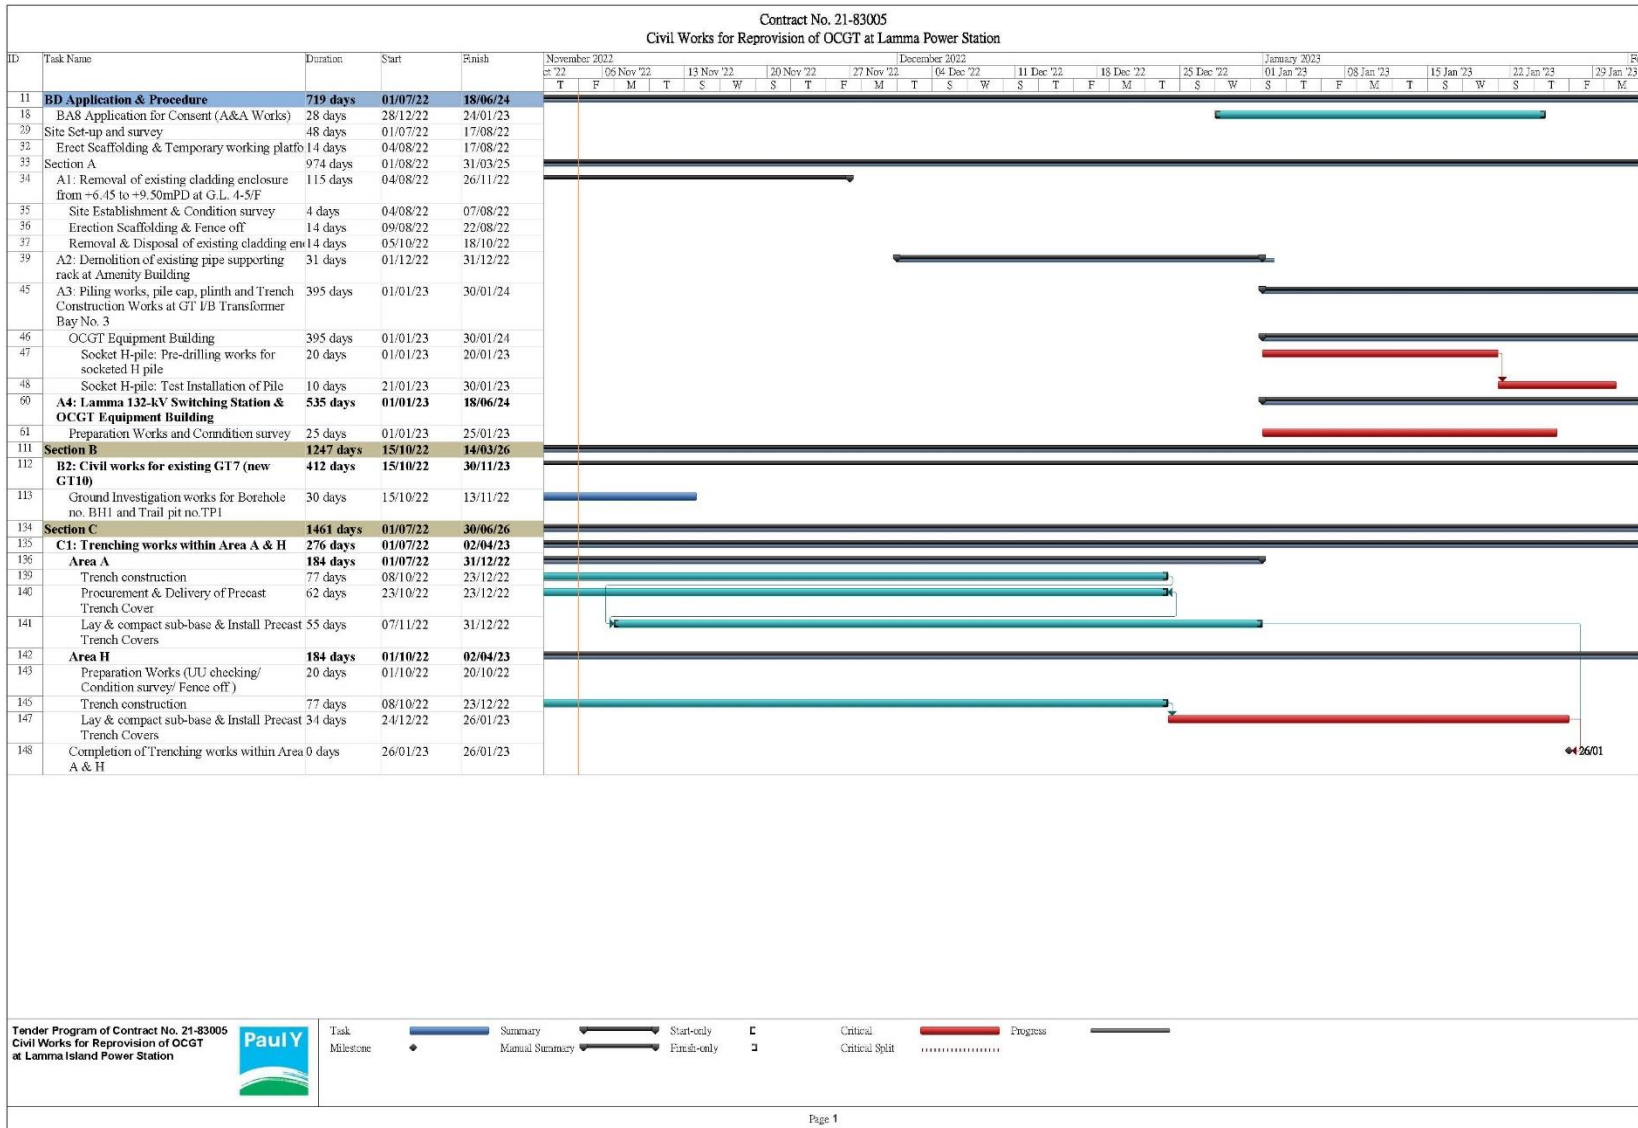 Contract No. 21-83005
Civil Works for Reprovision of OCGT at Lamma Power Station
ID Task Name Duration Start Finish November 2022 December 2022 January 2023
ct '22 06 Nov '22 13 Nov '22 20 Nov '22 27 Nov '22 04 Dec '22 11 Dec '22 18 Dec '22 25 Dec '22 01 Jan '23 08 Jan '23 15 Jan '23 22 Jan '23 29 Jan '23
T F M T S W S T F M T S W S T F M T S W S T F M T S W S
11 BD Application & Procedure 719 days 01/07/22 18/06/24
18 BA8 Application for Consent (A&A Works) 28 days 28/12/22 24/01/23
29 Site Set-up and survey 48 days 01/07/22 17/08/22
32 Erect Scaffolding & Temporary working platfo 14 days 04/08/22 17/08/22
33 Section A 974 days 01/08/22 31/03/25
34 A1: Removal of existing cladding enclosure 115 days 04/08/22 26/11/22
from +6.45 to +9.50mPD at G.L. 4-5/F
35 Site Establishment & Condition survey 4 days 04/08/22 07/08/22
36 Erection Scaffolding & Fence off 14 days 09/08/22 22/08/22
37 Removal & Disposal of existing cladding en 14 days 05/10/22 18/10/22
39 A2: Demolition of existing pipe supporting 31 days 01/12/22 31/12/22
rack at Amenity Building
45 A3: Piling works, pile cap, plinth and Trench 395 days 01/01/23 30/01/24
Construction Works at GT I/B Transformer
Bay No. 3
46 OCGT Equipment Building 395 days 01/01/23 30/01/24
47 Socket H-pile: Pre-drilling works for 20 days 01/01/23 20/01/23
socketed H pile
48 Socket H-pile: Test Installation of Pile 10 days 21/01/23 30/01/23
60 A4: Lamma 132-kV Switching Station & 535 days 01/01/23 18/06/24
OCGT Equipment Building
61 Preparation Works and Conndition survey 25 days 01/01/23 25/01/23
111 Section B 1247 days 15/10/22 14/03/26
112 B2: Civil works for existing GT7 (new 412 days 15/10/22 30/11/23
GT10)
113 Ground Investigation works for Borehole 30 days 15/10/22 13/11/22
no. BH1 and Trail pit no.TP1
134 Section C 1461 days 01/07/22 30/06/26
135 C1: Trenching works within Area A & H 276 days 01/07/22 02/04/23
136 Area A 184 days 01/07/22 31/12/22
139 Trench construction 77 days 08/10/22 23/12/22
140 Procurement & Delivery of Precast 62 days 23/10/22 23/12/22
Trench Cover
141 Lay & compact sub-base & Install Precast 55 days 07/11/22 31/12/22
Trench Covers
142 Area H 184 days 01/10/22 02/04/23
143 Preparation Works (UU checking/ 20 days 01/10/22 20/10/22
Condition survey/ Fence off )
145 Trench construction 77 days 08/10/22 23/12/22
147 Lay & compact sub-base & Install Precast 34 days 24/12/22 26/01/23
Trench Covers
148 Completion of Trenching works within Area 0 days 26/01/23 26/01/23 26/01
A & H
Tender Program of Contract No. 21-83005
Civil Works for Reprovision of OCGT
at Lamma Island Power Station
Paul Y
Task Summary Start-only Critical Progress
Milestone Manual Summary Finish-only Critical Split
Page 1